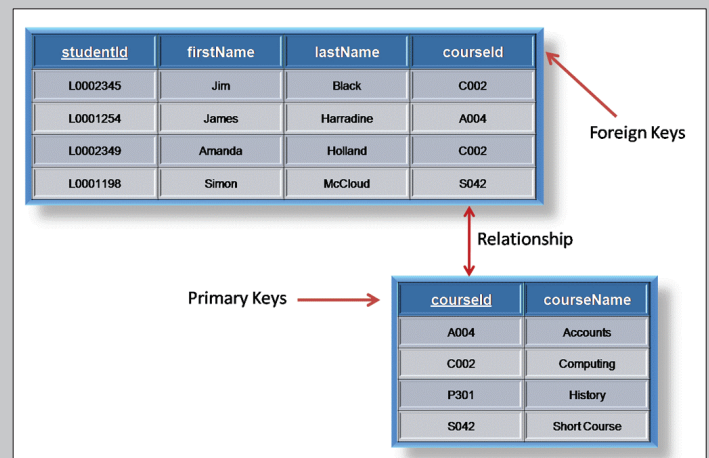 studentId firstName lastName courseId
L0002345 Jim Black C002
L0001254 James Harradine A004
L0002349 Amanda Holland C002
L0001198 Simon McCloud S042
Foreign Keys
Relationship
Primary Keys
courseId courseName
A004 Accounts
C002 Computing
P301 History
S042 Short Course